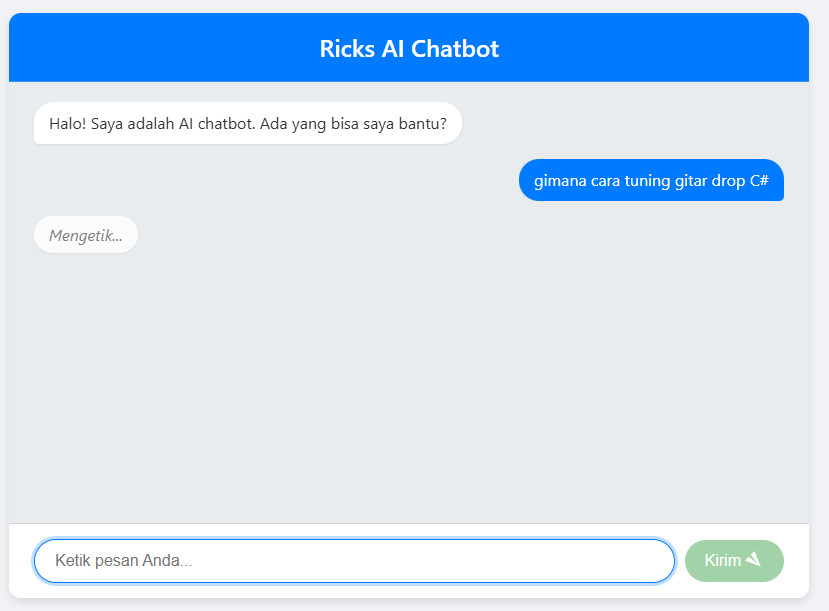 Ricks AI Chatbot
Halo! Saya adalah AI chatbot. Ada yang bisa saya bantu?
gimana cara tuning gitar drop C#
Mengetik...
Ketik pesan Anda...
Kirim